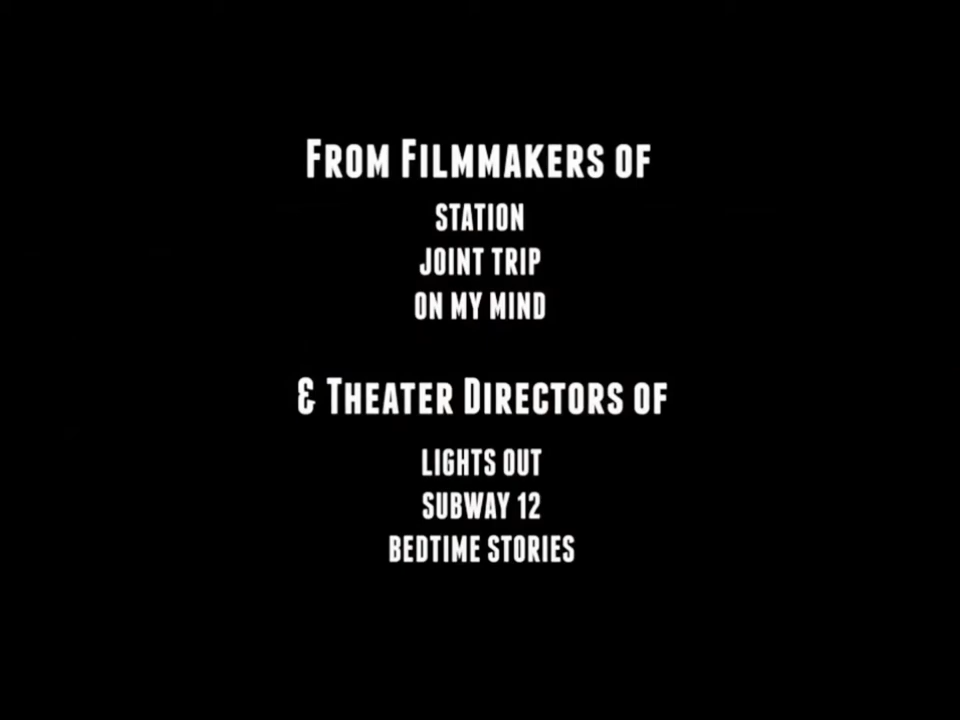 From Filmmakers of
STATION
JOINT TRIP
ON MY MIND
& Theater Directors of
LIGHTS OUT
SUBWAY 12
BEDTIME STORIES